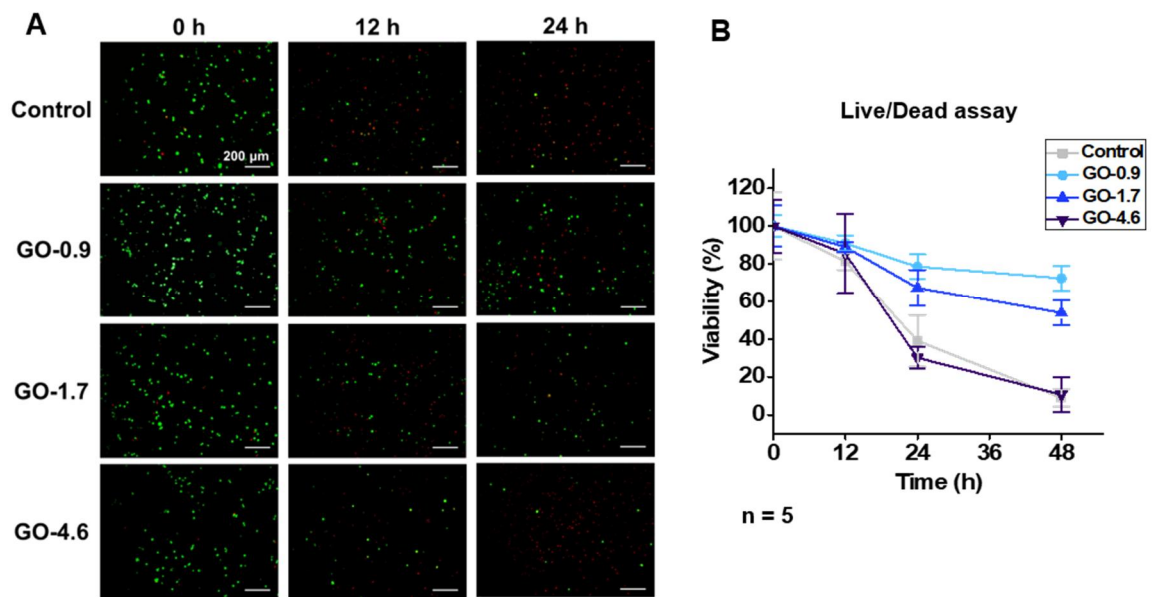 A
0 h
12 h
24 h
Control
200 µm
GO-0.9
GO-1.7
GO-4.6
B
Live/Dead assay
Control
GO-0.9
GO-1.7
GO-4.6
Viability (%)
120
100
80
60
40
20
0
0
12
24
36
48
Time (h)
n = 5